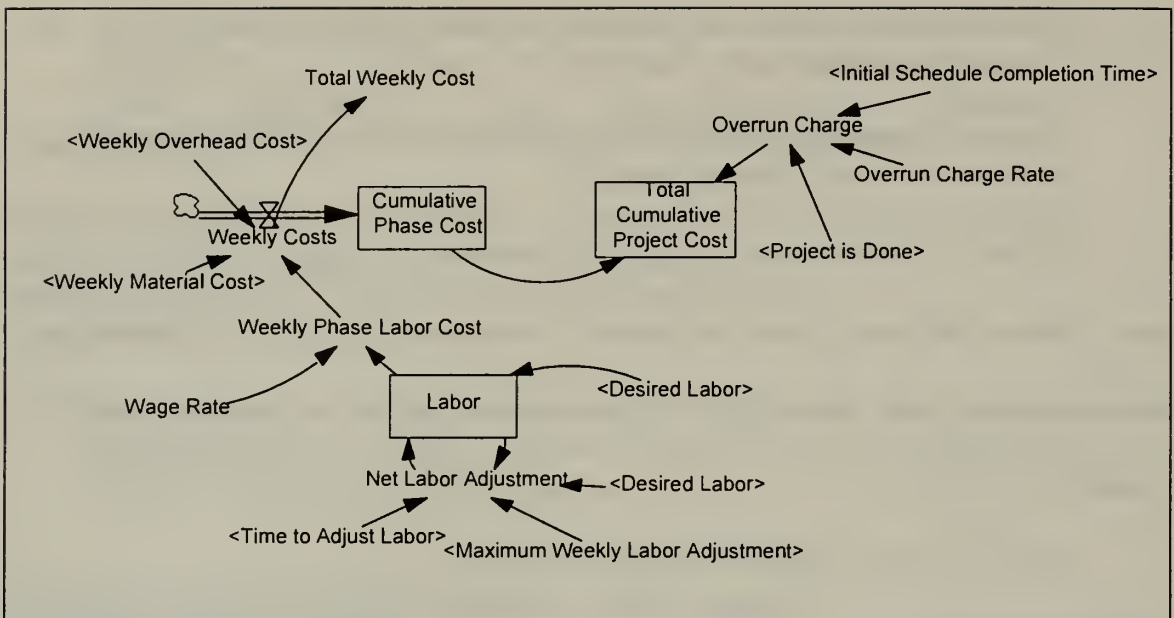 Total Weekly Cost
<Initial Schedule Completion Time>
<Weekly Overhead Cost>
Overrun Charge
Overrun Charge Rate
Cumulative
Phase Cost
Total
Cumulative
Project Cost
Weekly Costs
<Project is Done>
<Weekly Material Cost>
Weekly Phase Labor Cost
Wage Rate
Labor
<Desired Labor>
Net Labor Adjustment
<Desired Labor>
<Time to Adjust Labor>
<Maximum Weekly Labor Adjustment>